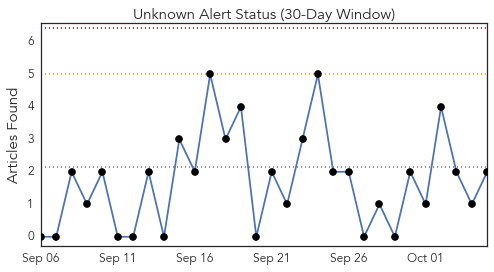 Unknown Alert Status (30-Day Window)
Articles Found
6
5
4
3
2
1
0
Sep 06 Sep 11 Sep 16 Sep 21 Sep 26 Oct 01